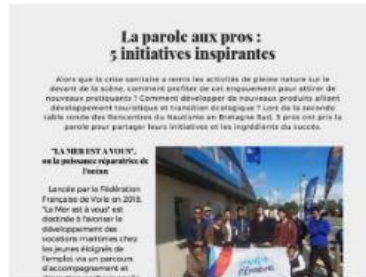 La parole aux pros :
5 initiatives inspirantes
Alors que la crise sanitaire a remis les activités de pleine nature sur le
devant de la scène, comment profiter de cet engouement pour attirer de
nouveaux pratiquants ? Comment développer de nouveaux produits alliant
développement touristique et transition écologique ? Lors de la seconde
table ronde des Rencontres du Nautisme en Bretagne Sud, 5 pros ont pris la
parole pour partager leurs initiatives et les ingrédients du succès.
"LA MER EST A VOUS",
ou la puissance réparatrice de
l'océan
Lancée par la Fédération
Française de Voile en 2018,
"La Mer est à vous" est
destinée à favoriser le
développement des
vocations maritimes chez
les jeunes éloignés de
l'emploi via un parcours
d'accompagnement et